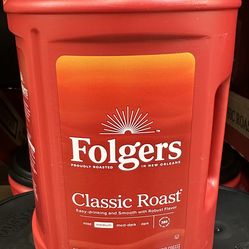 Folgers
PROUDLY ROASTED IN NEW ORLEANS
Classic Roast®
Easy-drinking and Smooth with Robust Flavor
mild medium med-dark dark